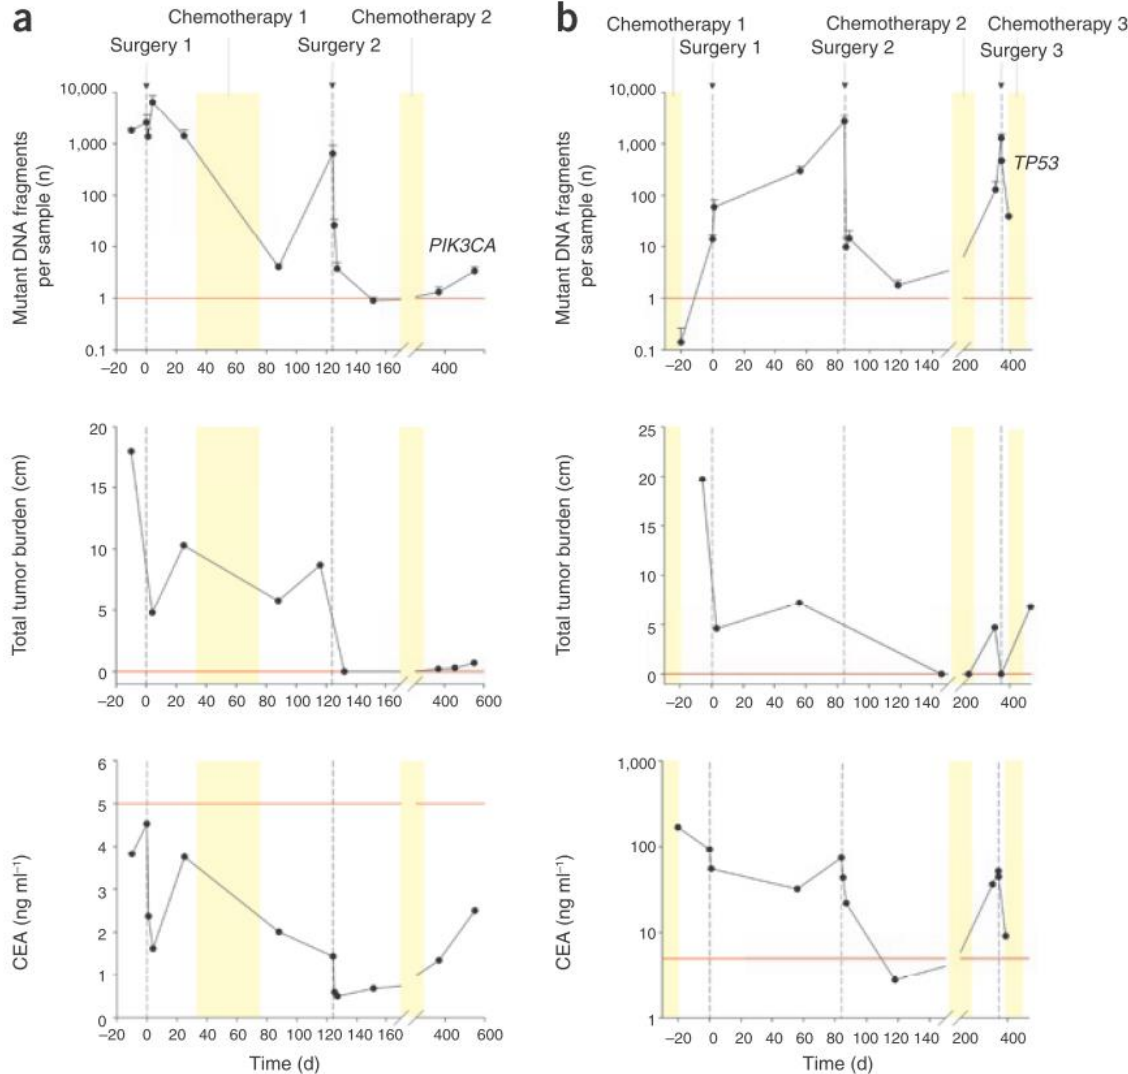 a
Chemotherapy 1
Chemotherapy 2
Surgery 1
Surgery 2
10,000
1,000
100
10
1
0.1
Mutant DNA fragments
per sample (n)
PIK3CA
–20 0 20 40 60 80 100 120 140 160 400
20
15
10
5
0
Total tumor burden (cm)
–20 0 20 40 60 80 100 120 140 160 400 600
6
5
4
3
2
1
0
CEA (ng ml⁻¹)
–20 0 20 40 60 80 100 120 140 160 400 600
Time (d)
b
Chemotherapy 1
Chemotherapy 2
Chemotherapy 3
Surgery 1
Surgery 2
Surgery 3
10,000
1,000
100
10
1
0.1
Mutant DNA fragments
per sample (n)
TP53
–20 0 20 40 60 80 100 120 140 200 400
25
20
15
10
5
0
Total tumor burden (cm)
–20 0 20 40 60 80 100 120 140 200 400
1,000
100
10
1
CEA (ng ml⁻¹)
–20 0 20 40 60 80 100 120 140 200 400
Time (d)